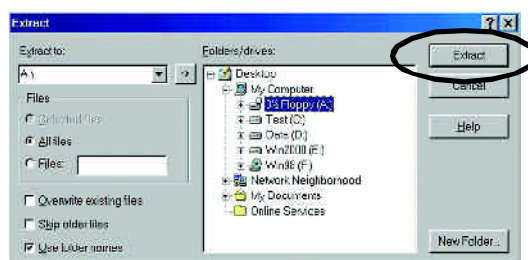 Extract
Extract to:
A:\
Files
Selected files
All files
Files:
Overwrite existing files
Skip older files
Use folder names
Folders/drives:
Desktop
My Computer
3½ Floppy (A:)
Test (C:)
Data (D:)
Win2000 (E:)
Win98 (F:)
Network Neighborhood
My Documents
Online Services
Extract
Cancel
Help
New Folder...